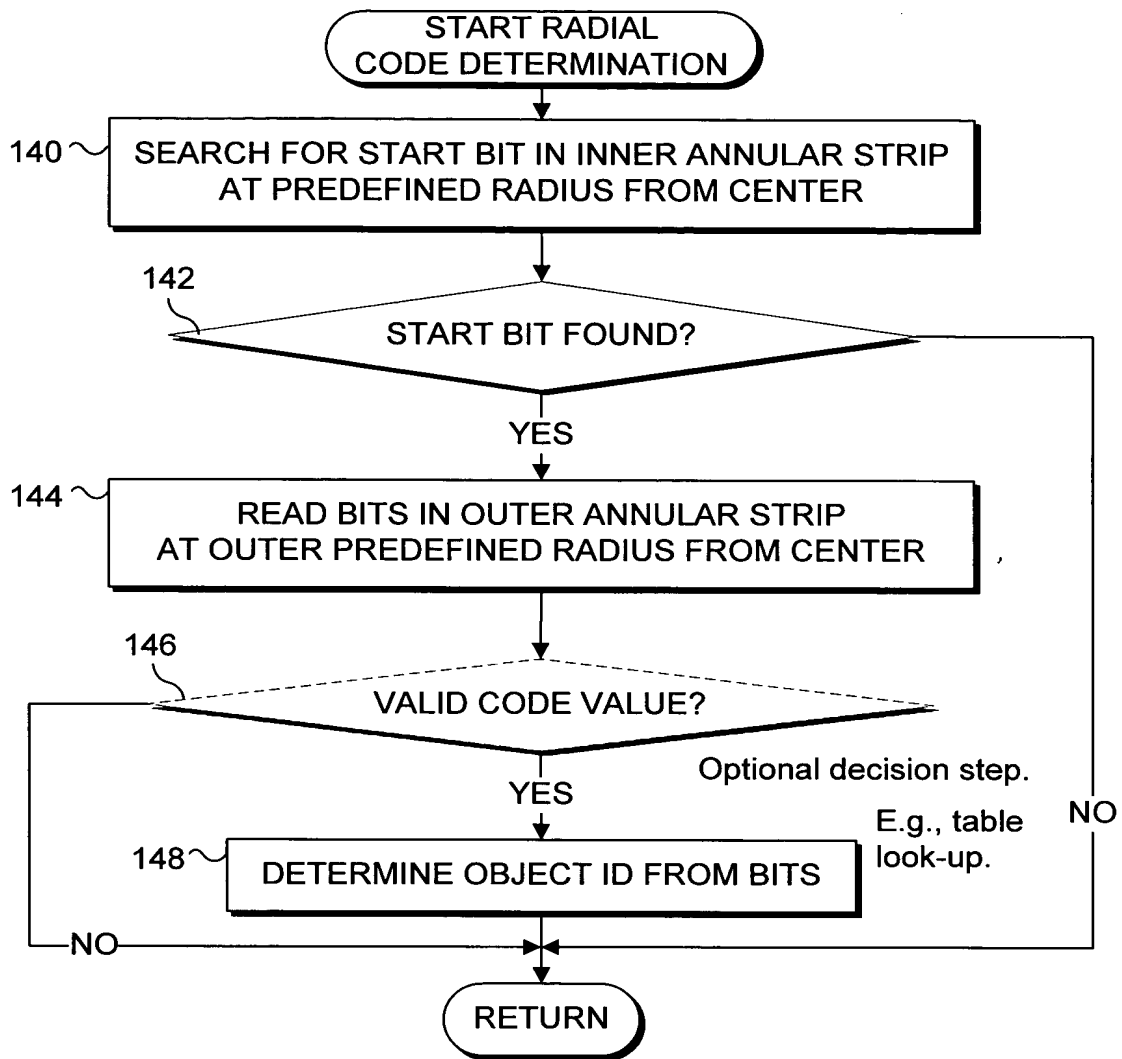 START RADIAL
CODE DETERMINATION
140
SEARCH FOR START BIT IN INNER ANNULAR STRIP
AT PREDEFINED RADIUS FROM CENTER
142
START BIT FOUND?
YES
144
READ BITS IN OUTER ANNULAR STRIP
AT OUTER PREDEFINED RADIUS FROM CENTER
146
VALID CODE VALUE?
Optional decision step.
YES
NO
E.g., table
look-up.
148
DETERMINE OBJECT ID FROM BITS
NO
RETURN